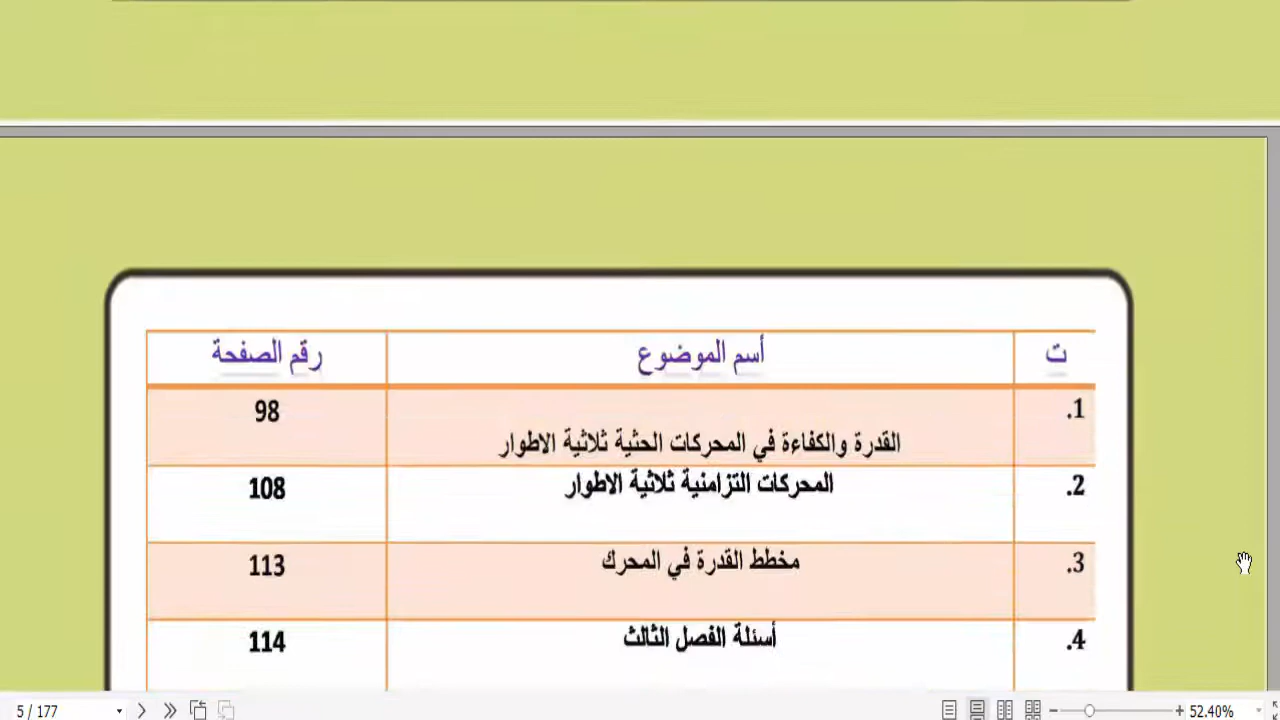 ت أسم الموضوع رقم الصفحة
1. القدرة والكفاءة في المحركات الحثية ثلاثية الاطوار 98
2. المحركات التزامنية ثلاثية الاطوار 108
3. مخطط القدرة في المحرك 113
4. أسئلة الفصل الثالث 114
5 / 177
52.40%